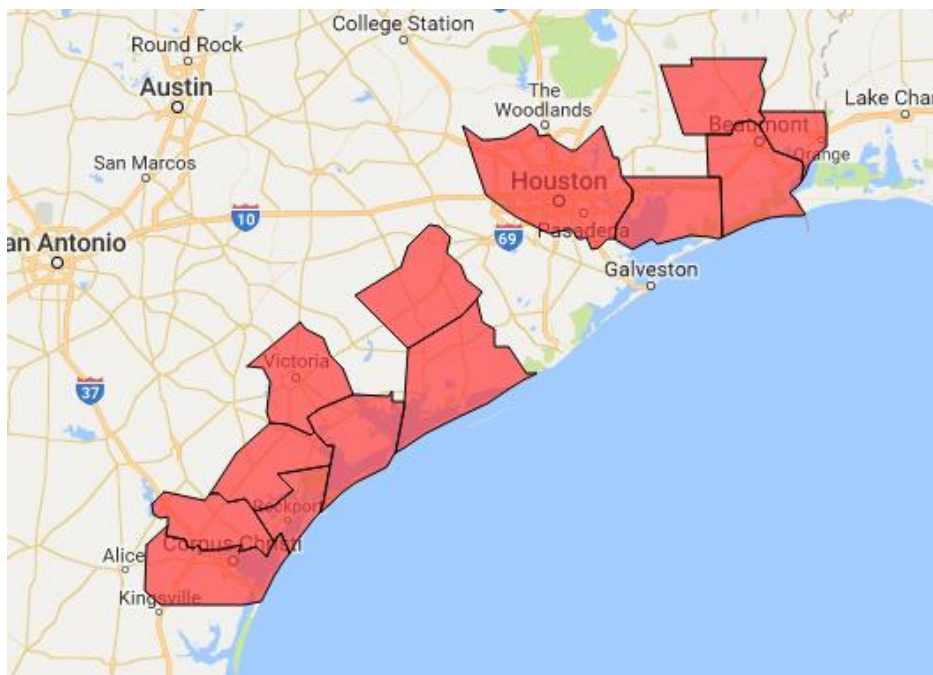 College Station
Round Rock
Austin
The
Woodlands
Lake Char
Beaumont
San Marcos
Orange
Houston
10
Pasadena
69
an Antonio
Galveston
Victoria
37
Rockport
Corpus Christi
Alice
Kingsville